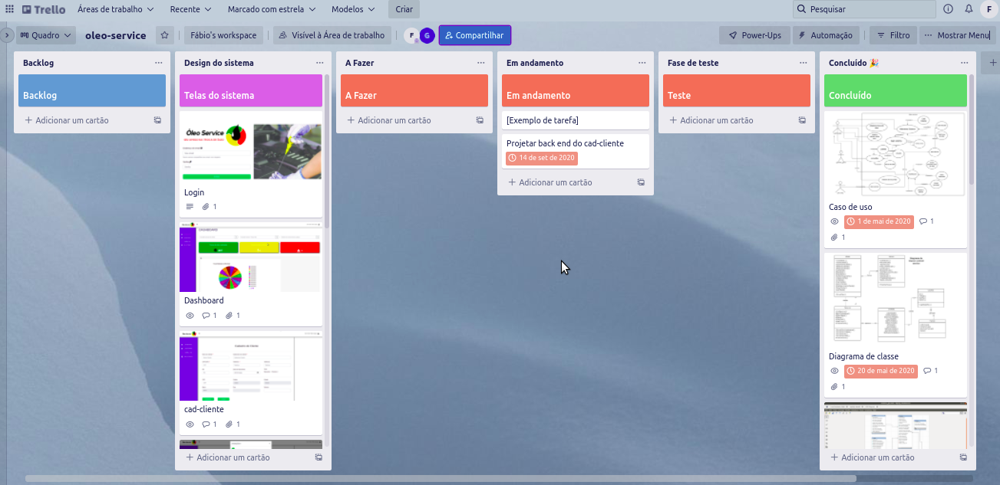 Trello
Áreas de trabalho
Recente
Marcado com estrela
Modelos
Criar
Pesquisar
F
Quadro
oleo-service
Fábio's workspace
Visível à Área de trabalho
F
G
Compartilhar
Power-Ups
Automação
Filtro
Mostrar Menu
Backlog
Backlog
Adicionar um cartão
Design do sistema
Telas do sistema
Óleo Service
Login
1
Dashboard
1
1
cad-cliente
1
1
Adicionar um cartão
A Fazer
A Fazer
Adicionar um cartão
Em andamento
Em andamento
[Exemplo de tarefa]
Projetar back end do cad-cliente
14 de set de 2020
Adicionar um cartão
Fase de teste
Teste
Adicionar um cartão
Concluído 🎉
Concluído
Caso de uso
1 de mai de 2020
1
1
Diagrama de classe
20 de mai de 2020
1
1
Adicionar um cartão